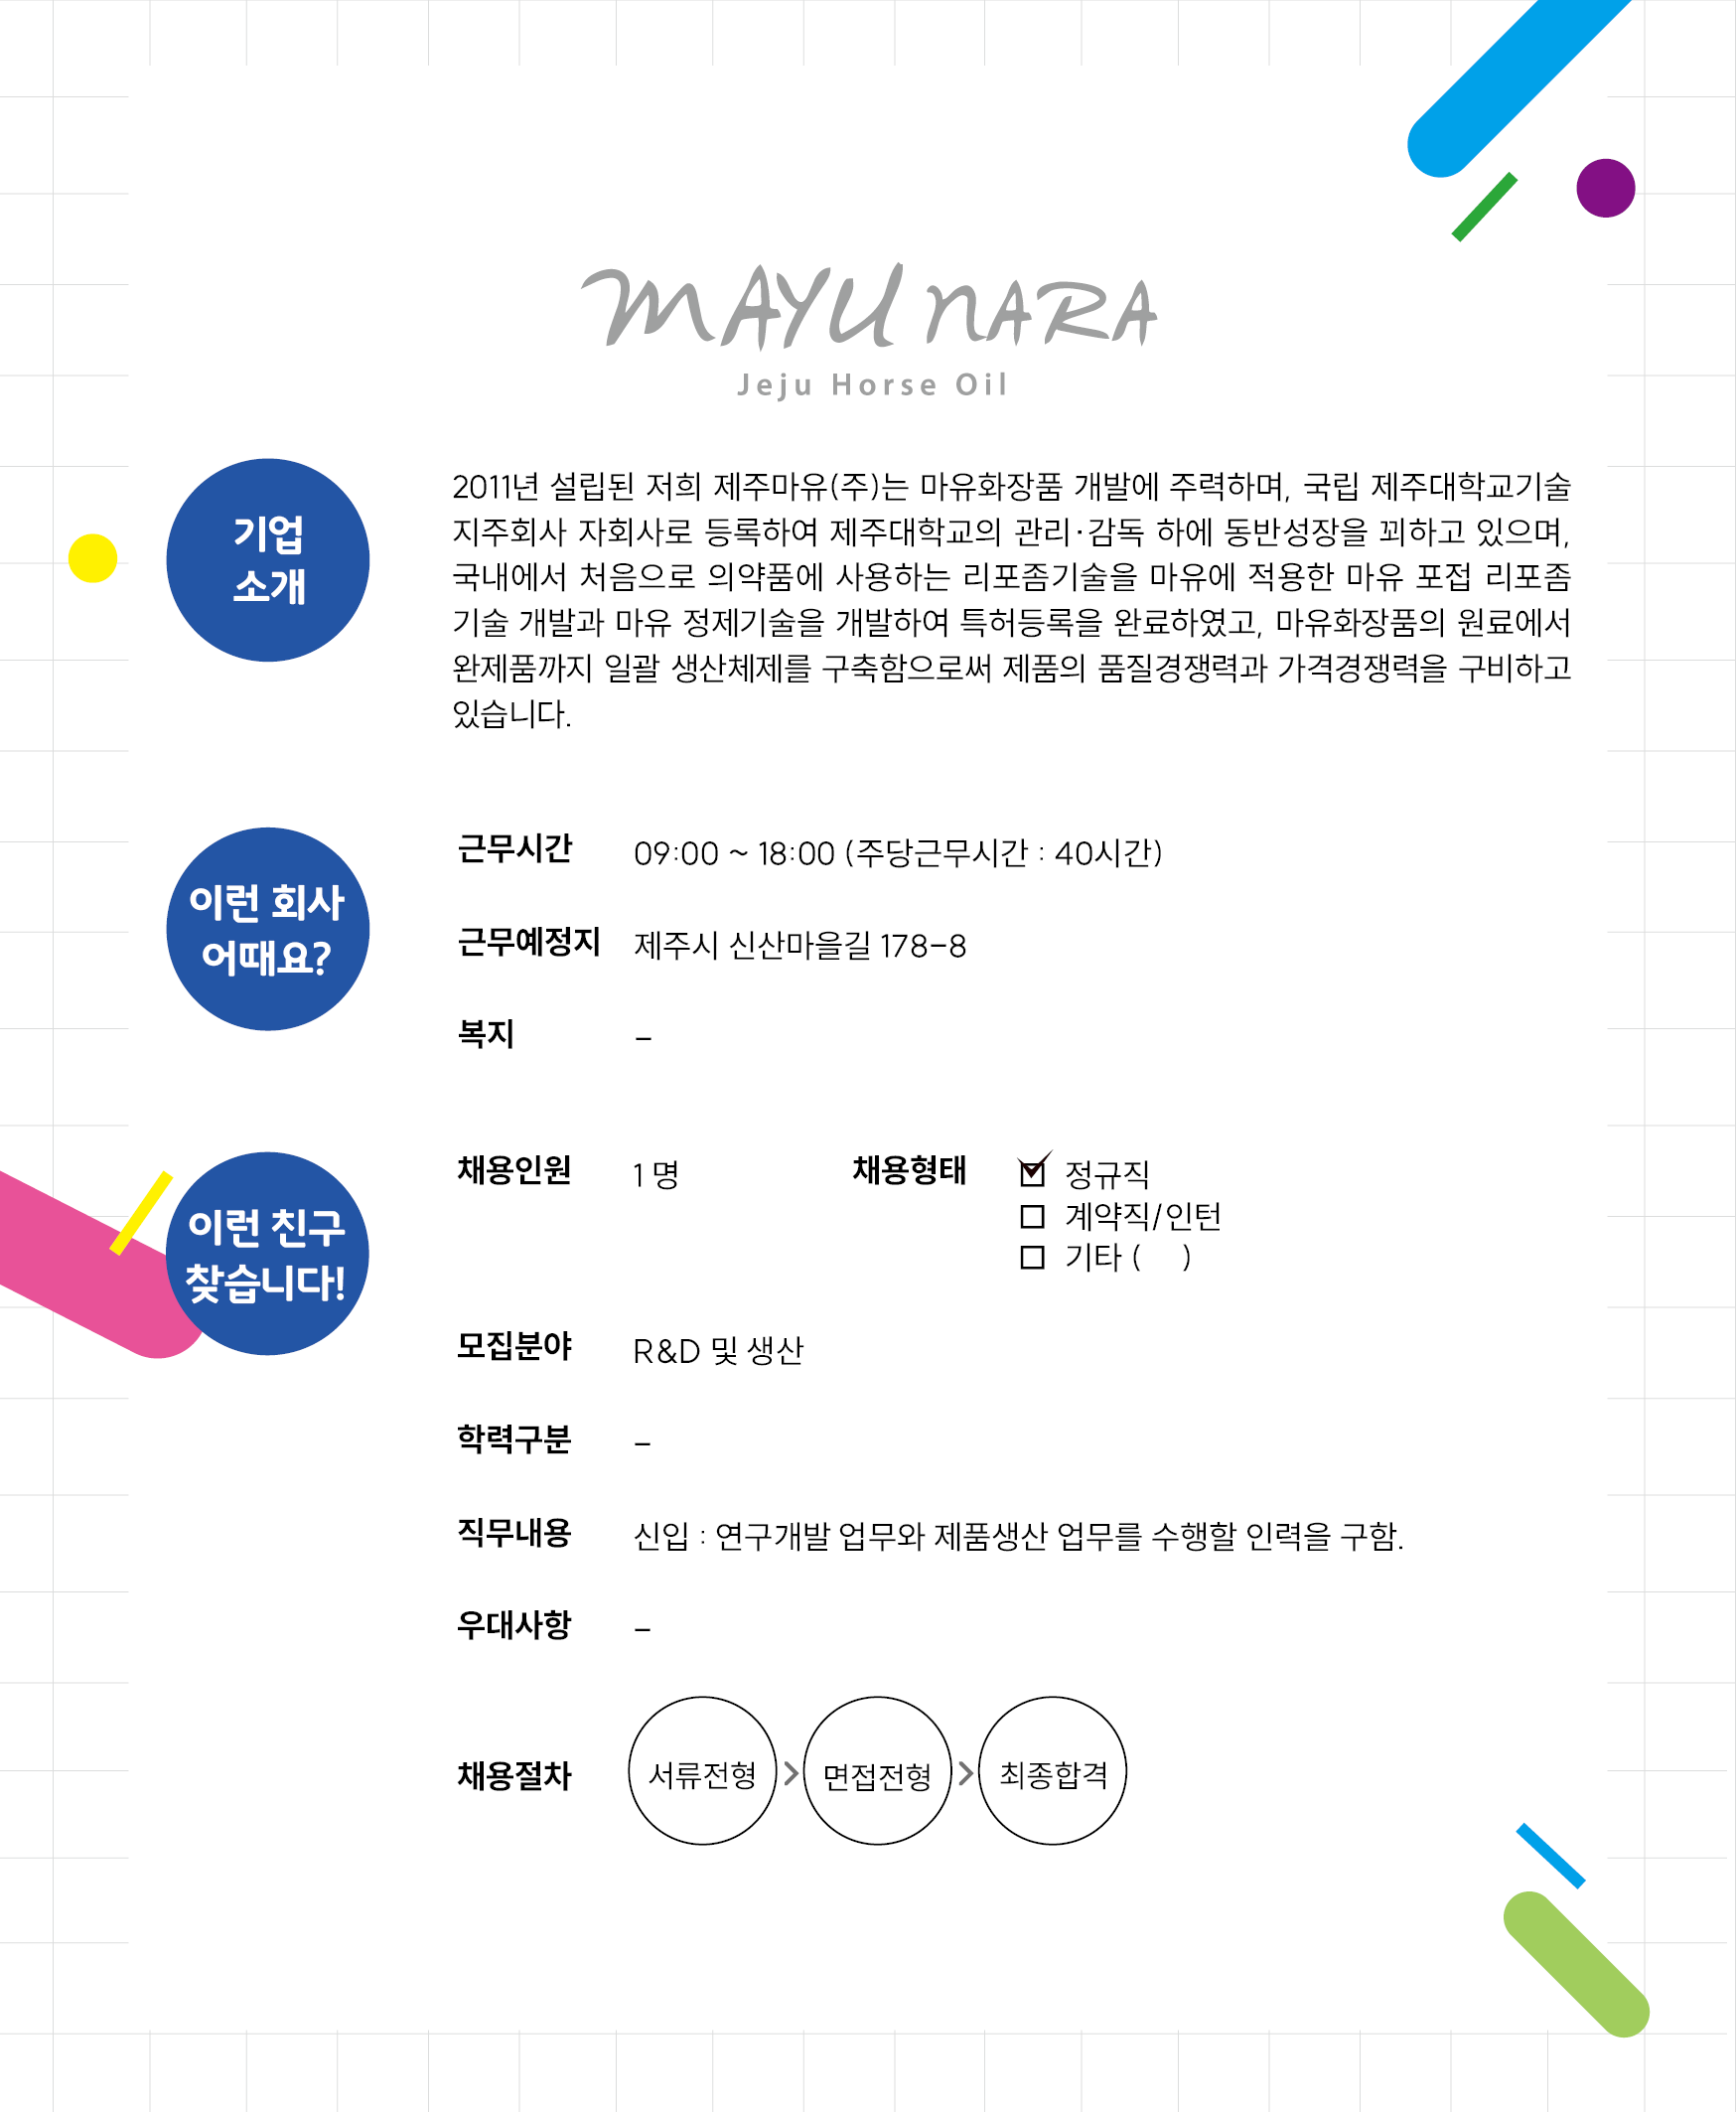 MAYU NARA
Jeju Horse Oil
기업
소개
2011년 설립된 저희 제주마유(주)는 마유화장품 개발에 주력하며, 국립 제주대학교기술
지주회사 자회사로 등록하여 제주대학교의 관리·감독 하에 동반성장을 꾀하고 있으며,
국내에서 처음으로 의약품에 사용하는 리포좀기술을 마유에 적용한 마유 포접 리포좀
기술 개발과 마유 정제기술을 개발하여 특허등록을 완료하였고, 마유화장품의 원료에서
완제품까지 일괄 생산체제를 구축함으로써 제품의 품질경쟁력과 가격경쟁력을 구비하고
있습니다.
이런 회사
어때요?
근무시간 09:00 ~ 18:00 (주당근무시간 : 40시간)
근무예정지 제주시 신산마을길 178-8
복지 -
이런 친구
찾습니다!
채용인원 1 명 채용형태 ☑ 정규직
☐ 계약직/인턴
☐ 기타 ( )
모집분야 R&D 및 생산
학력구분 -
직무내용 신입 : 연구개발 업무와 제품생산 업무를 수행할 인력을 구함.
우대사항 -
채용절차 서류전형 > 면접전형 > 최종합격